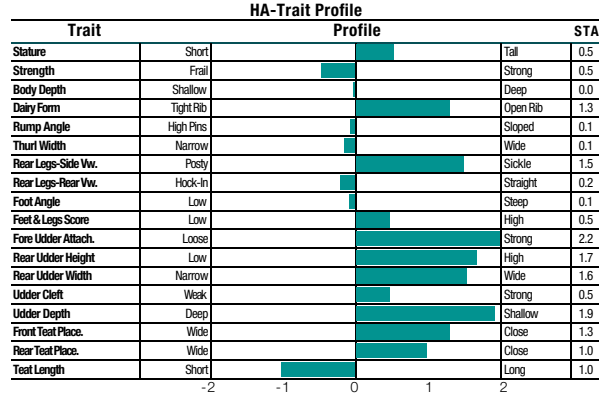 HA-Trait Profile
Trait Profile STA
Stature Short Tall 0.5
Strength Frail Strong 0.5
Body Depth Shallow Deep 0.0
Dairy Form Tight Rib Open Rib 1.3
Rump Angle High Pins Sloped 0.1
Thurl Width Narrow Wide 0.1
Rear Legs-Side Vw. Posty Sickle 1.5
Rear Legs-Rear Vw. Hock-In Straight 0.2
Foot Angle Low Steep 0.1
Feet & Legs Score Low High 0.5
Fore Udder Attach. Loose Strong 2.2
Rear Udder Height Low High 1.7
Rear Udder Width Narrow Wide 1.6
Udder Cleft Weak Strong 0.5
Udder Depth Deep Shallow 1.9
Front Teat Place. Wide Close 1.3
Rear Teat Place. Wide Close 1.0
Teat Length Short Long 1.0
-2 -1 0 1 2